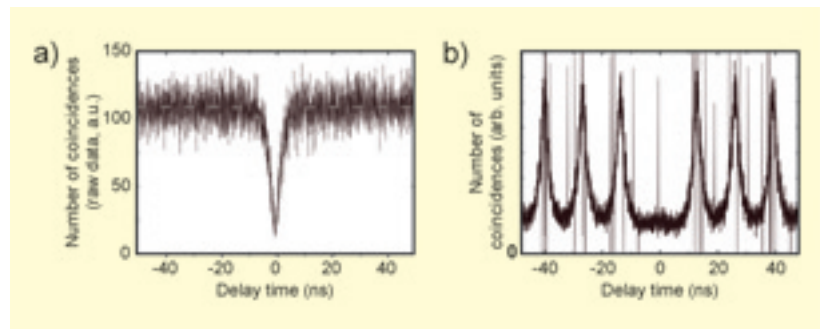 a)
Number of coincidences
(raw data, a.u.)
150
100
50
0
-40 -20 0 20 40
Delay time (ns)
b)
Number of
coincidences (arb. units)
0
-40 -20 0 20 40
Delay time (ns)